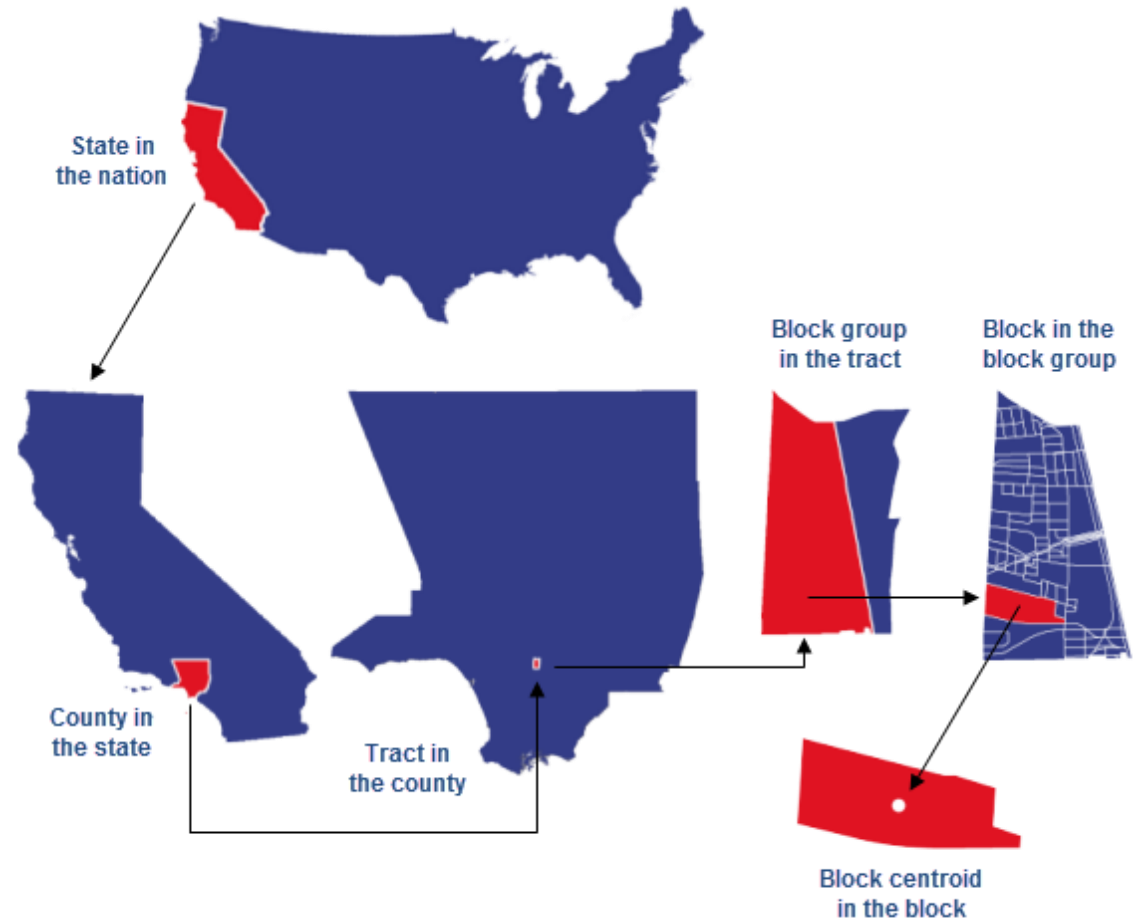 State in
the nation
Block group
in the tract
Block in the
block group
County in
the state
Tract in
the county
Block centroid
in the block